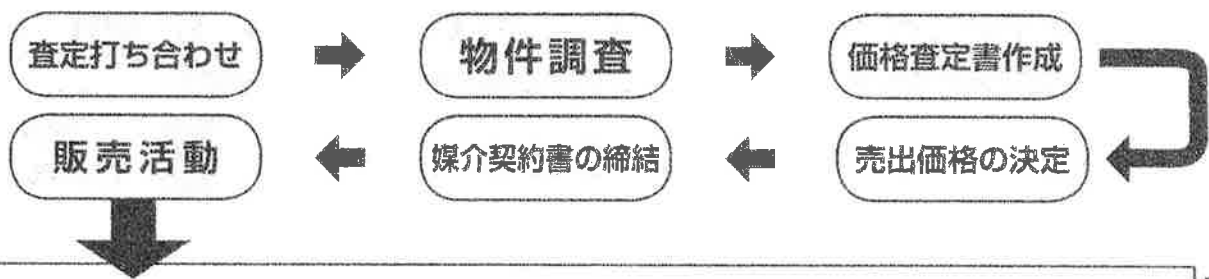 査定打ち合わせ
物件調査
価格査定書作成
売出価格の決定
媒介契約書の締結
販売活動